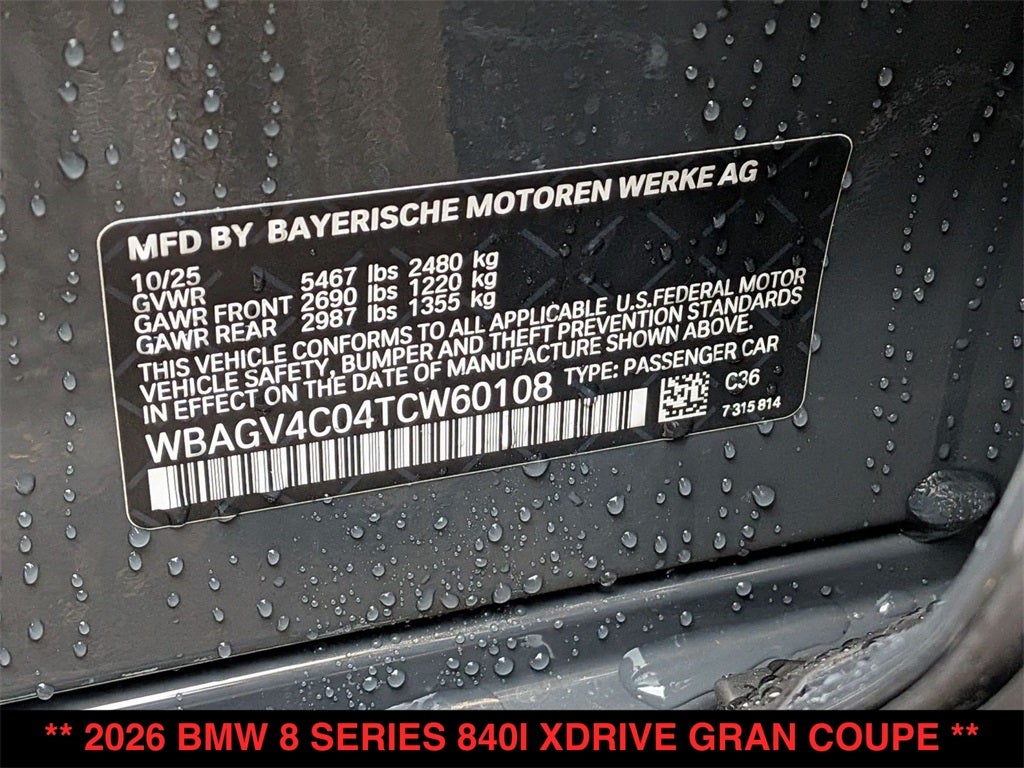 MFD BY BAYERISCHE MOTOREN WERKE AG
10/25
GVWR 5467 lbs 2480 kg
GAWR FRONT 2690 lbs 1220 kg
GAWR REAR 2987 lbs 1355 kg
THIS VEHICLE CONFORMS TO ALL APPLICABLE U.S.FEDERAL MOTOR
VEHICLE SAFETY, BUMPER AND THEFT PREVENTION STANDARDS
IN EFFECT ON THE DATE OF MANUFACTURE SHOWN ABOVE.
WBAGV4C04TCW60108 TYPE: PASSENGER CAR
C36
7 315 814
** 2026 BMW 8 SERIES 840I XDRIVE GRAN COUPE **